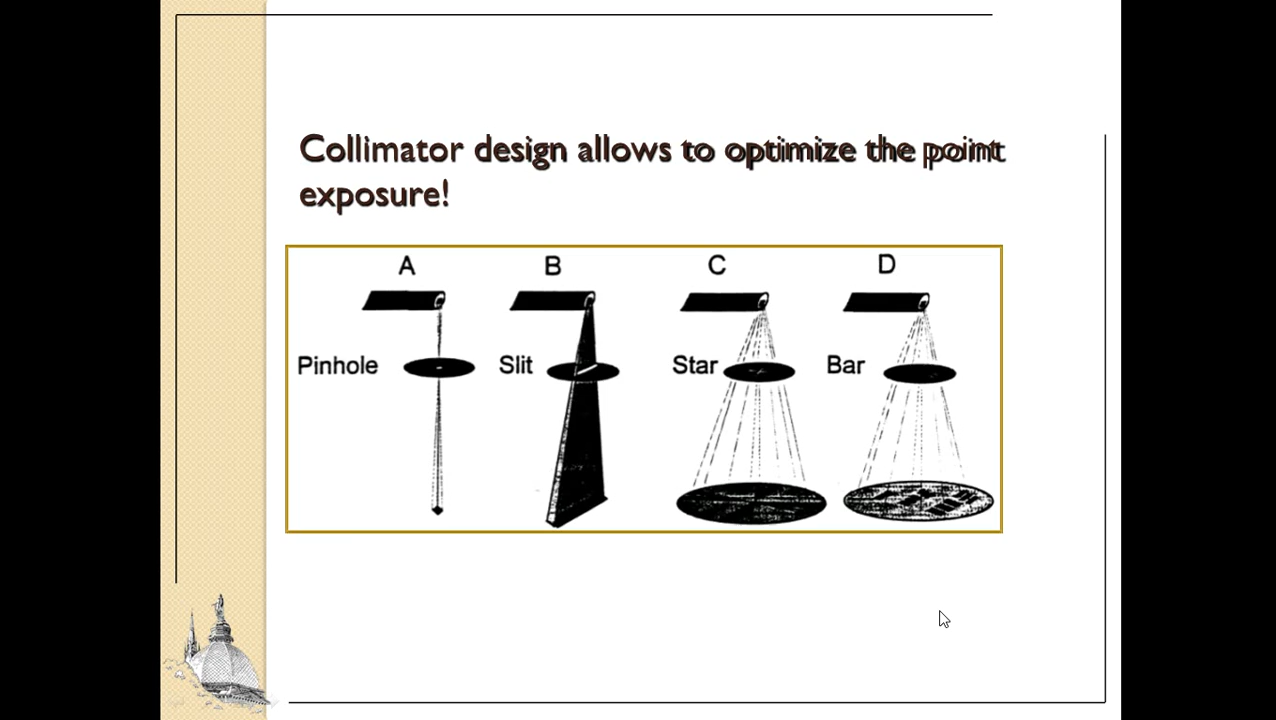 Collimator design allows to optimize the point
exposure!
A B C D
Pinhole Slit Star Bar